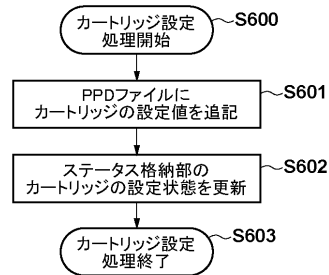 カートリッジ設定
処理開始
S600
PPDファイルに
カートリッジの設定値を追記
S601
ステータス格納部の
カートリッジの設定状態を更新
S602
カートリッジ設定
処理終了
S603